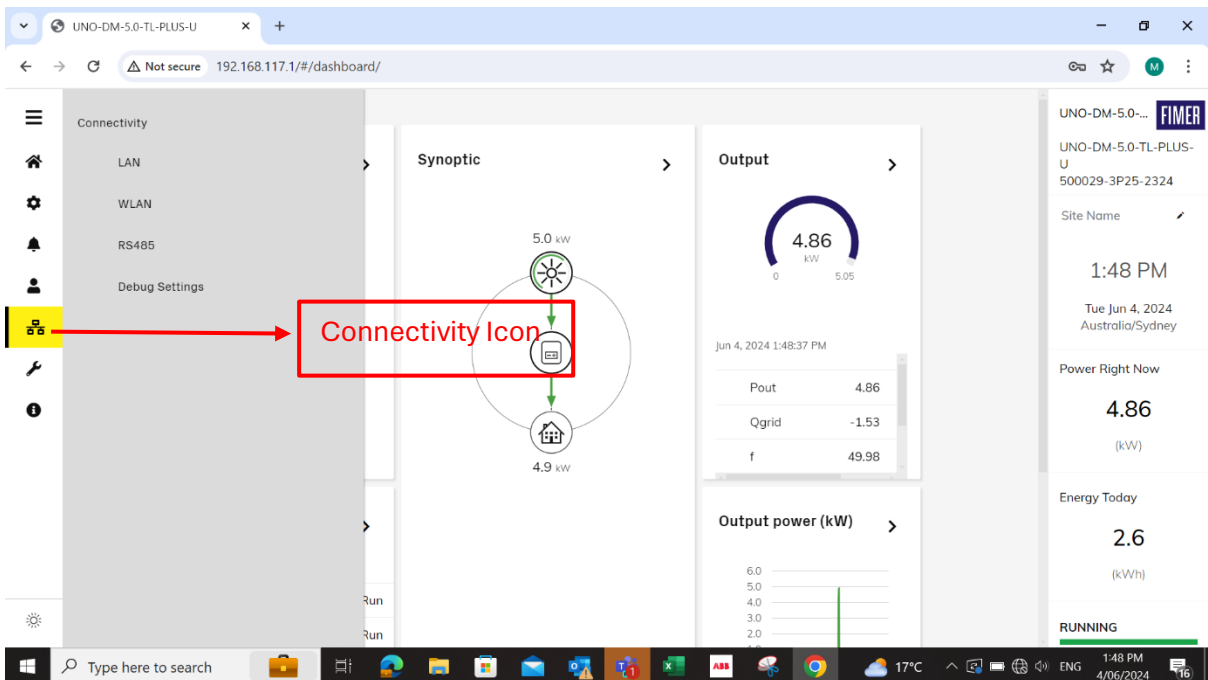 UNO-DM-5.0-TL-PLUS-U
Not secure
192.168.117.1/#/dashboard/
M
Connectivity
LAN
WLAN
RS485
Debug Settings
Connectivity Icon
Run
Run
Synoptic
5.0 kW
4.9 kW
Output
4.86
kW
0
5.05
Jun 4, 2024 1:48:37 PM
Pout 4.86
Qgrid -1.53
f 49.98
Output power (kW)
6.0
5.0
4.0
3.0
2.0
UNO-DM-5.0-...
FIMER
UNO-DM-5.0-TL-PLUS-
U
500029-3P25-2324
Site Name
1:48 PM
Tue Jun 4, 2024
Australia/Sydney
Power Right Now
4.86
(kW)
Energy Today
2.6
(kWh)
RUNNING
Type here to search
1
ABB
17°C
ENG
1:48 PM
4/06/2024
16